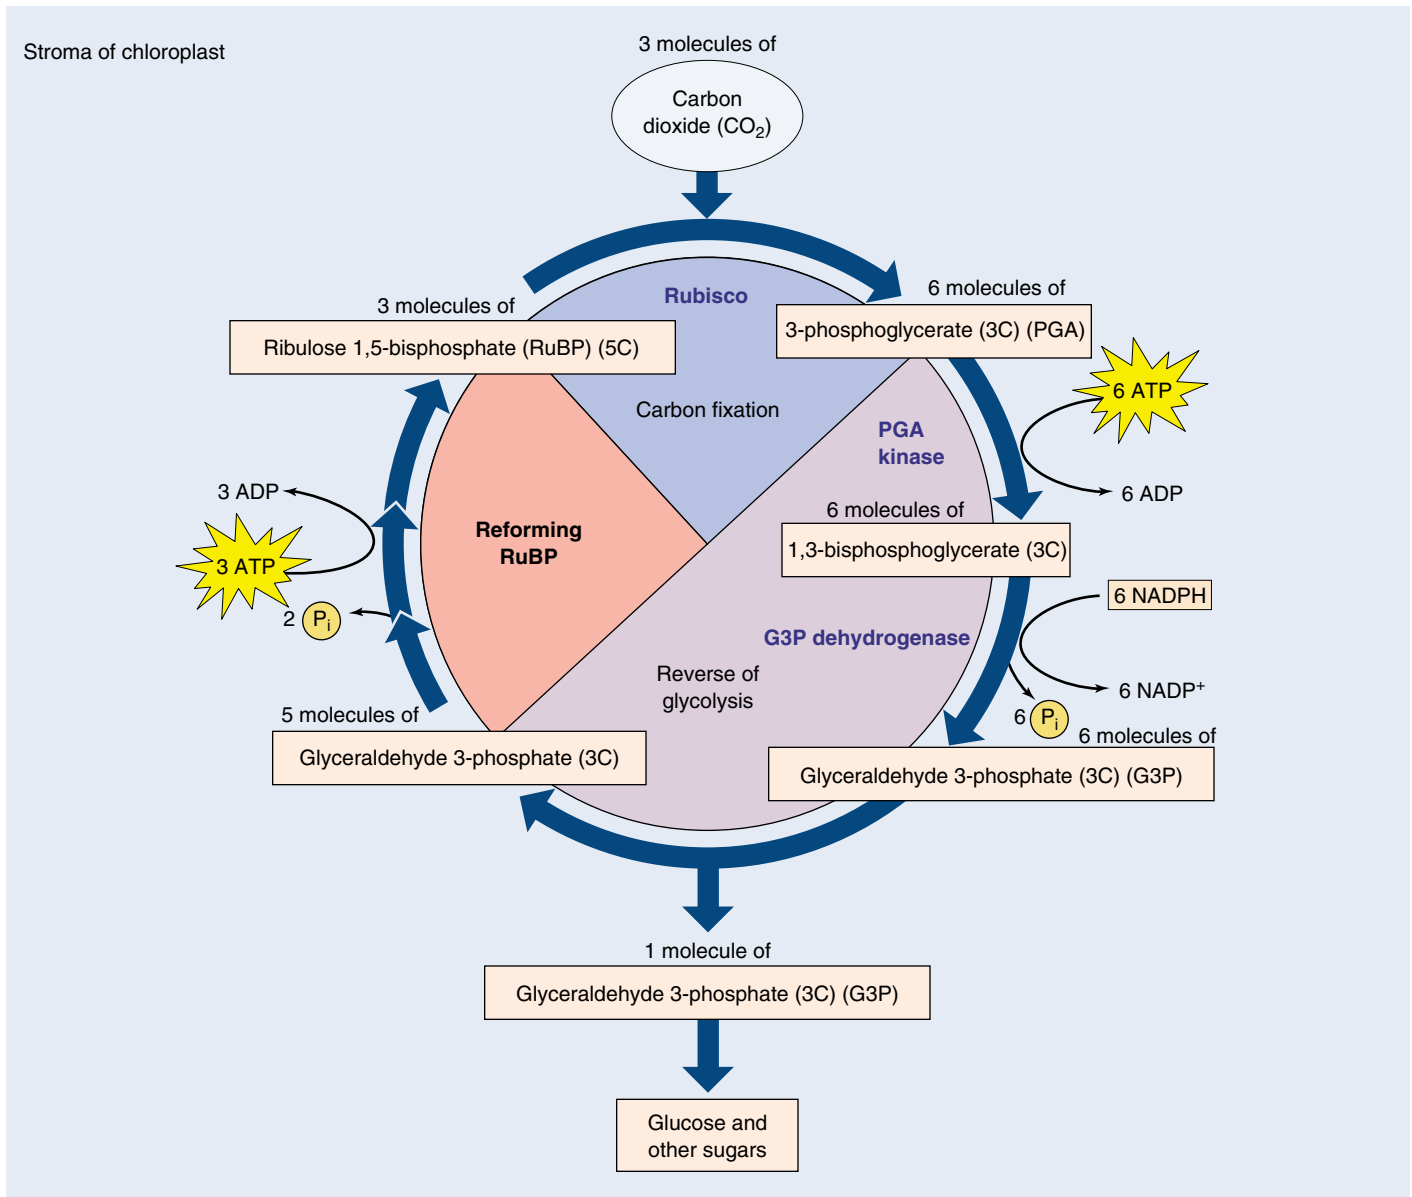 Stroma of chloroplast
3 molecules of
Carbon
dioxide (CO₂)
Rubisco
Carbon fixation
3 molecules of
Ribulose 1,5-bisphosphate (RuBP) (5C)
6 molecules of
3-phosphoglycerate (3C) (PGA)
6 ATP
6 ADP
PGA
kinase
6 molecules of
1,3-bisphosphoglycerate (3C)
6 NADPH
6 NADP⁺
6 Pᵢ
G3P dehydrogenase
Reverse of
glycolysis
6 molecules of
Glyceraldehyde 3-phosphate (3C) (G3P)
3 ADP
3 ATP
2 Pᵢ
Reforming
RuBP
5 molecules of
Glyceraldehyde 3-phosphate (3C)
1 molecule of
Glyceraldehyde 3-phosphate (3C) (G3P)
Glucose and
other sugars